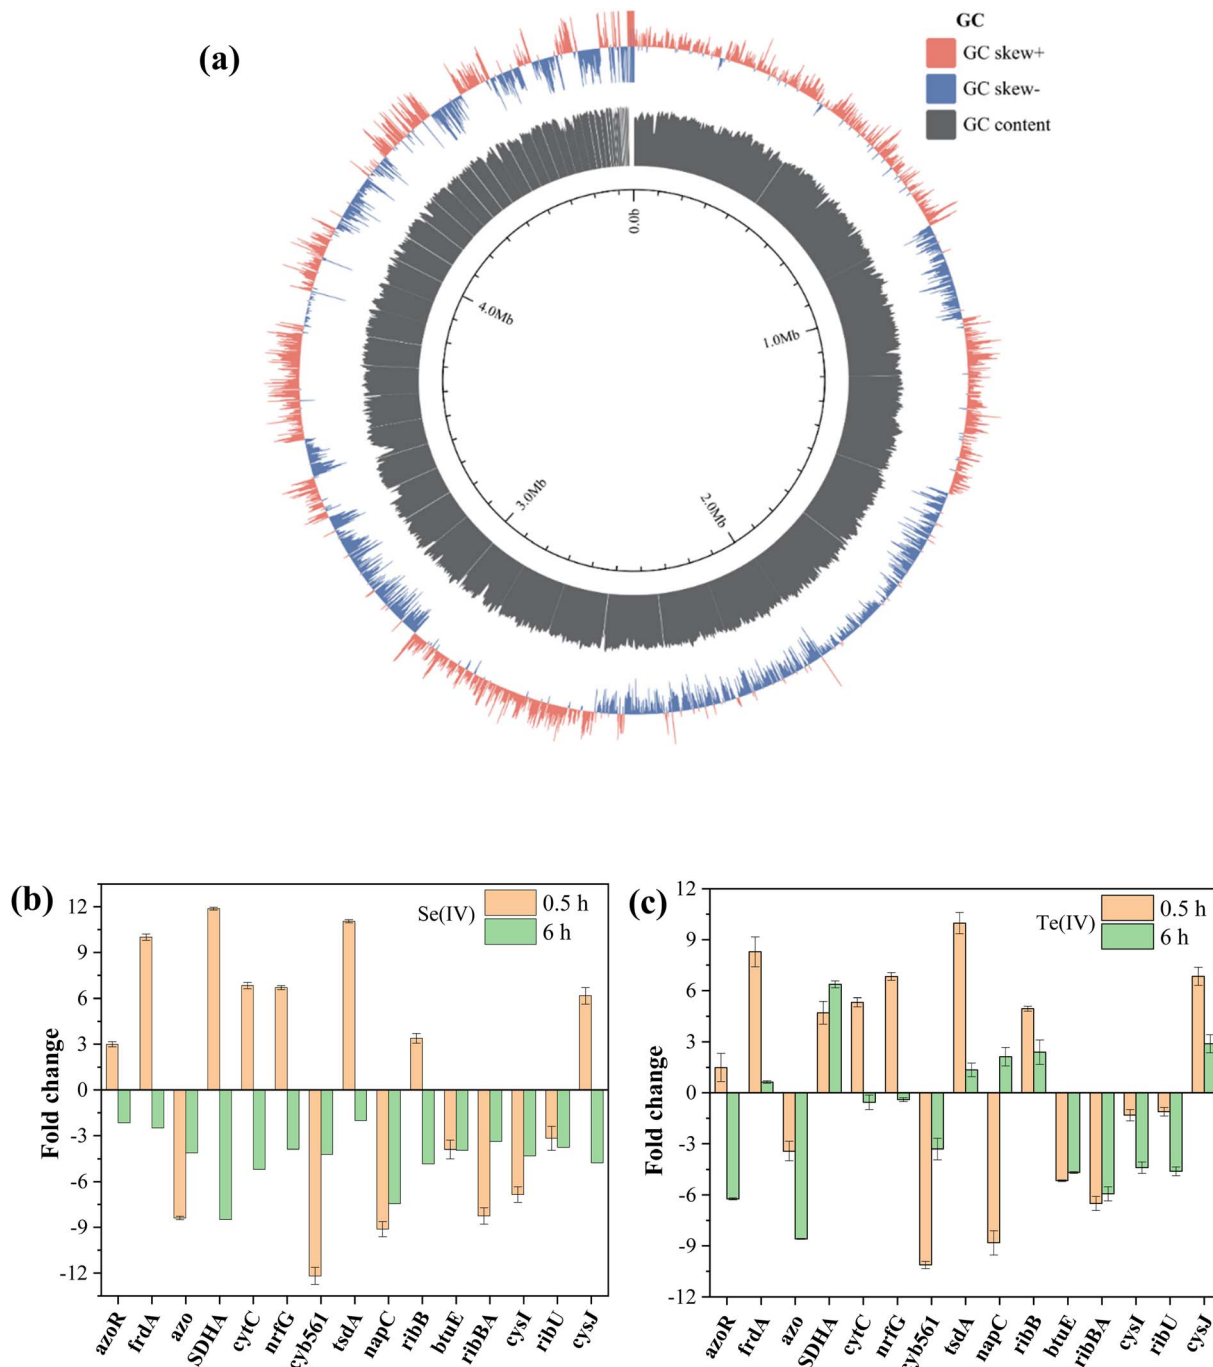 (a)
GC
GC skew+
GC skew-
GC content
0.0b
1.0Mb
2.0Mb
3.0Mb
4.0Mb
(b)
Se(IV)
0.5 h
6 h
Fold change
12
9
6
3
0
-3
-6
-9
-12
azoR
frdA
azo
SDHA
cytC
nrfG
cyb561
tsdA
napC
ribB
btuE
ribBA
cysI
ribU
cysJ
(c)
Te(IV)
0.5 h
6 h
Fold change
12
9
6
3
0
-3
-6
-9
-12
azoR
frdA
azo
SDHA
cytC
nrfG
cyb561
tsdA
napC
ribB
btuE
ribBA
cysI
ribU
cysJ